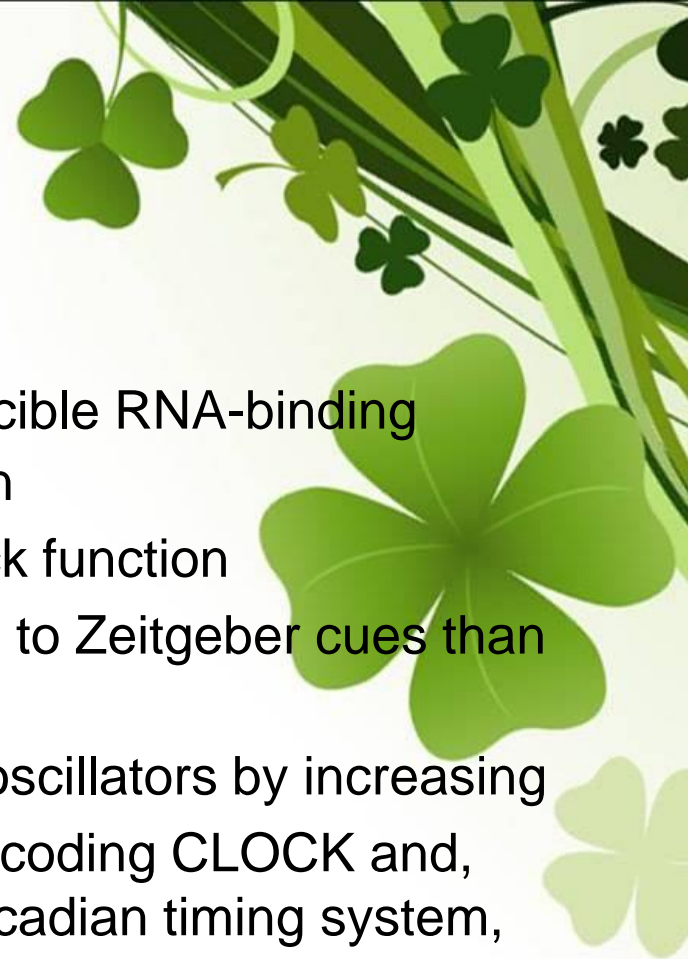 cible RNA-binding
n
k function
to Zeitgeber cues than
oscillators by increasing
coding CLOCK and,
cadian timing system,